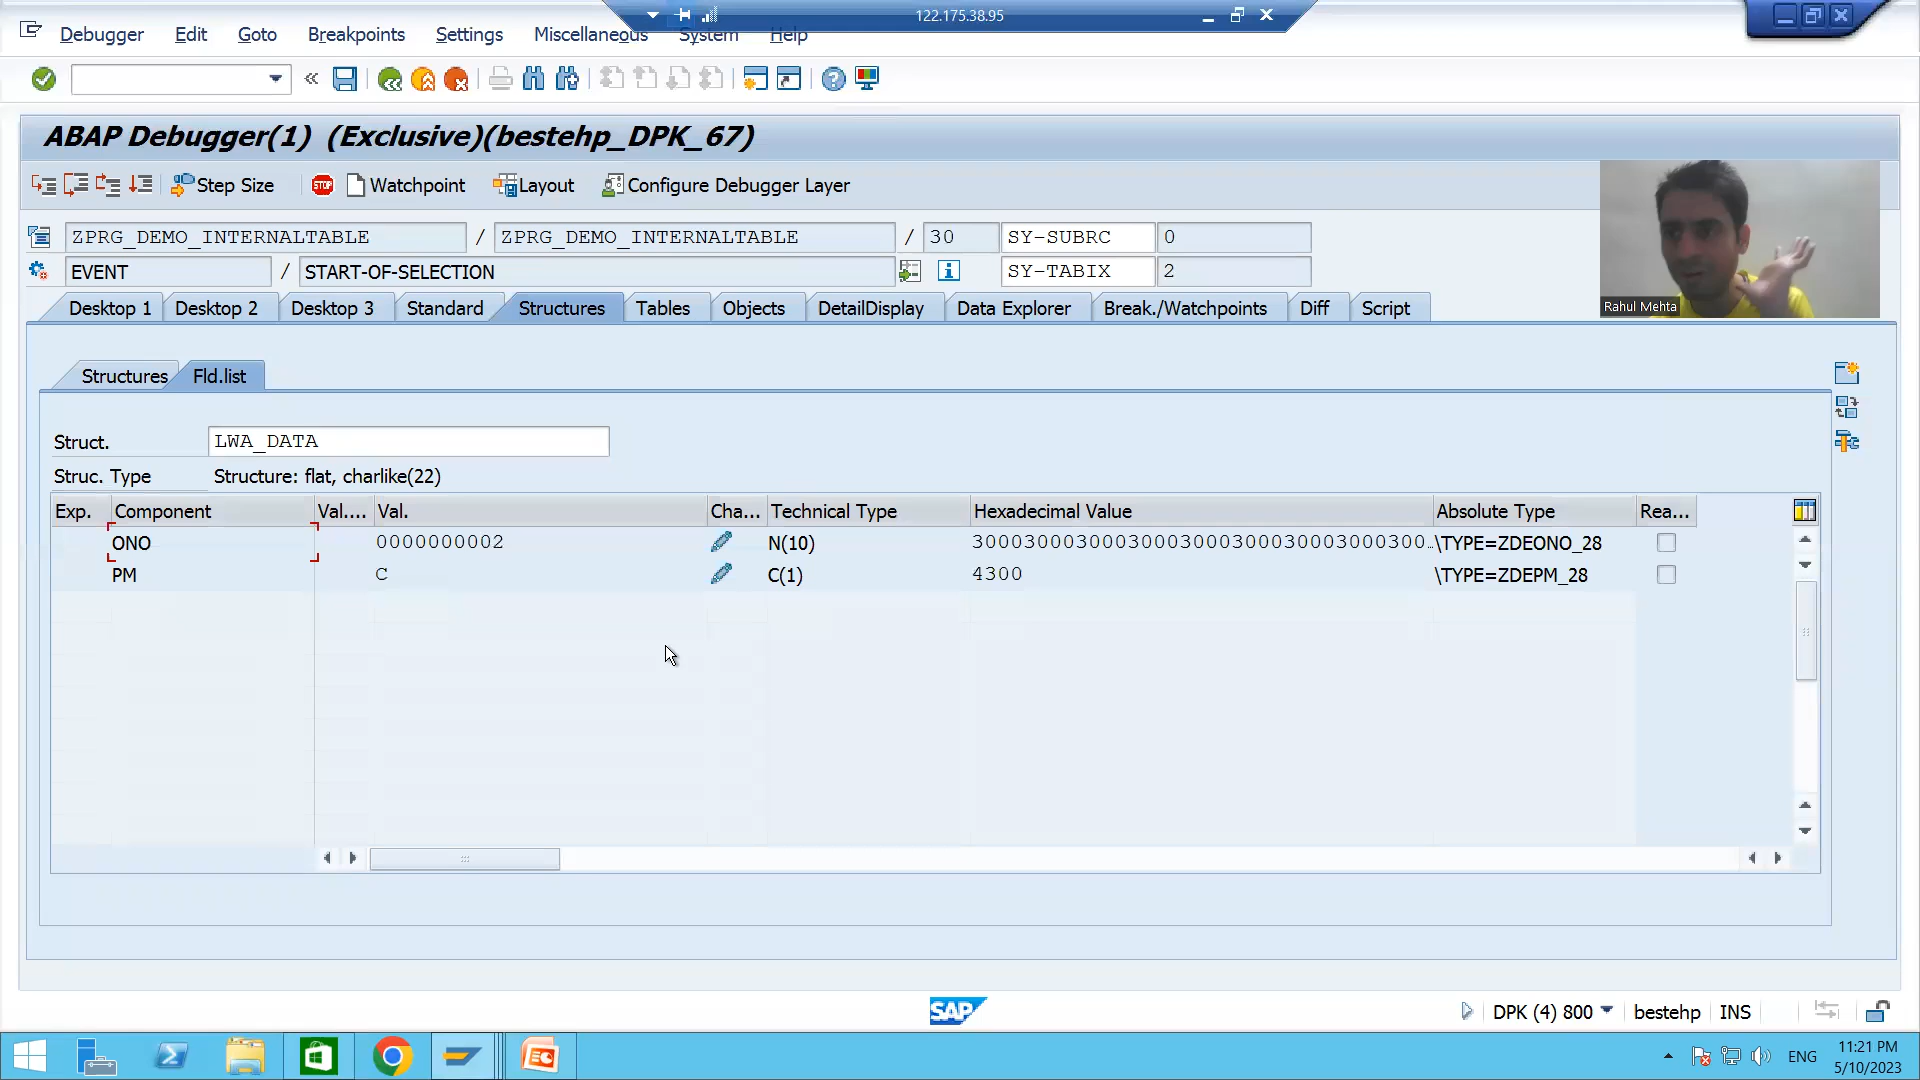 122.175.38.95
Debugger Edit Goto Breakpoints Settings Miscellaneous System Help
ABAP Debugger(1) (Exclusive)(bestehp_DPK_67)
Step Size STOP Watchpoint Layout Configure Debugger Layer
ZPRG_DEMO_INTERNALTABLE / ZPRG_DEMO_INTERNALTABLE / 30 SY-SUBRC 0
EVENT / START-OF-SELECTION SY-TABIX 2
Rahul Mehta
Desktop 1 Desktop 2 Desktop 3 Standard Structures Tables Objects DetailDisplay Data Explorer Break./Watchpoints Diff Script
Structures Fld.list
Struct. LWA_DATA
Struc. Type Structure: flat, charlike(22)
Exp. Component Val.... Val. Cha... Technical Type Hexadecimal Value Absolute Type Rea...
ONO 0000000002 N(10) 300030003000300030003000300030003000300... \TYPE=ZDEONO_28
PM C C(1) 4300 \TYPE=ZDEPM_28
SAP DPK (4) 800 bestehp INS
ENG 11:21 PM
5/10/2023